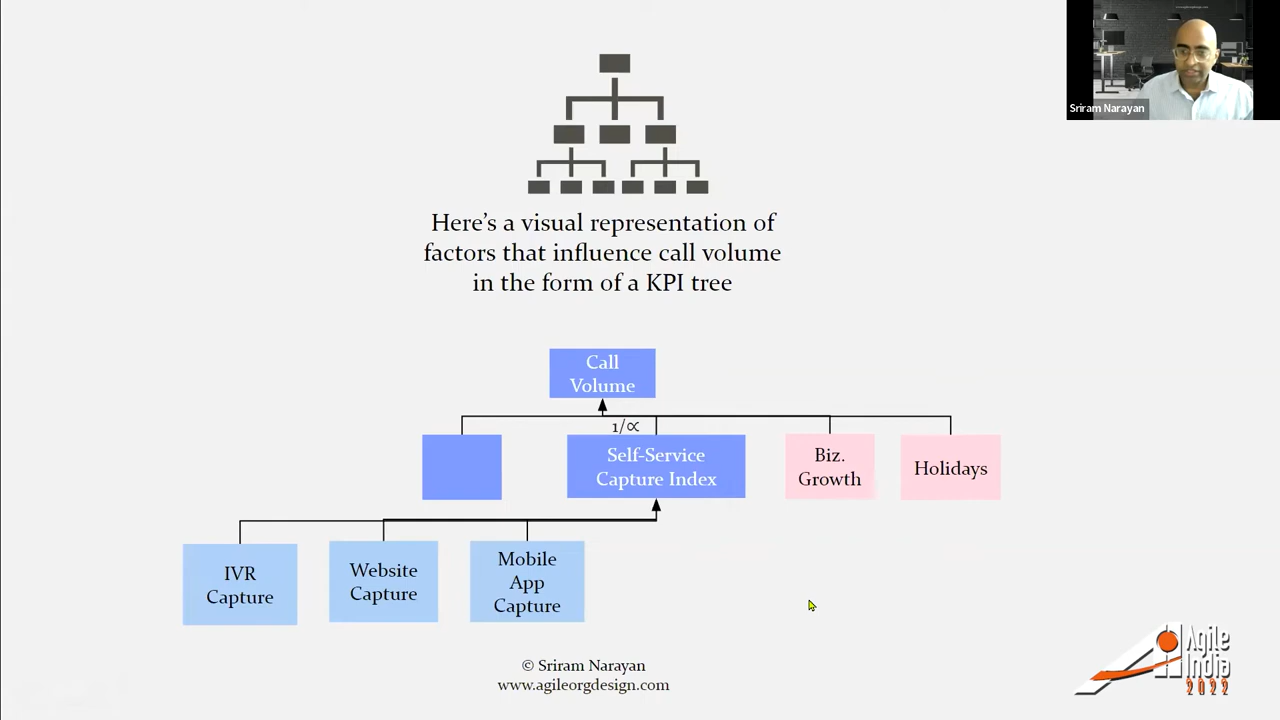 Sriram Narayan
Here's a visual representation of
factors that influence call volume
in the form of a KPI tree
Call
Volume
1/∝
Self-Service
Capture Index
Biz.
Growth
Holidays
IVR
Capture
Website
Capture
Mobile
App
Capture
© Sriram Narayan
www.agileorgdesign.com
Agile
India
2022